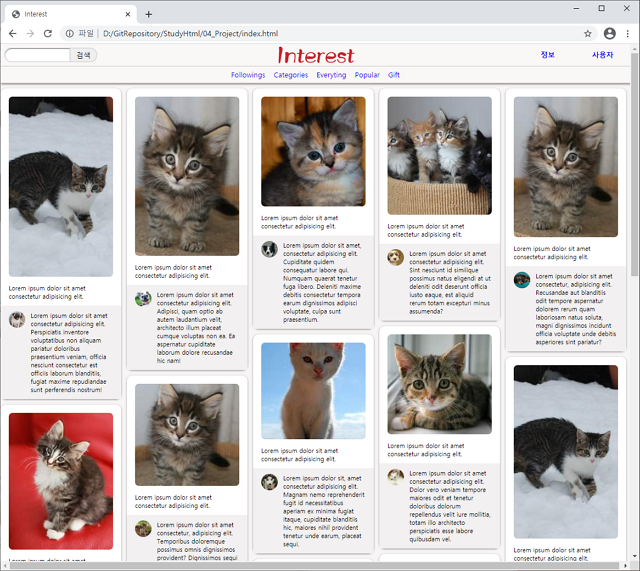 Interest
파일 | D:/GitRepository/StudyHtml/04_Project/index.html
검색
Interest
정보
사용자
Followings Categories Everyting Popular Gift
Lorem ipsum dolor sit amet
consectetur adipisicing elit.
Lorem ipsum dolor sit amet
consectetur adipisicing elit.
Perspiciatis inventore
voluptatibus non aliquam
pariatur doloribus
praesentium veniam, officia
nesciunt consectetur est
officiis laborum blanditiis,
fugiat maxime repudiandae
sunt perferendis nostrum!
Lorem ipsum dolor sit amet
Lorem ipsum dolor sit amet
consectetur adipisicing elit.
Lorem ipsum dolor sit amet
consectetur, adipisicing elit.
Adipisci, quam optio ab
autem laudantium velit,
architecto illum placeat
cumque voluptas non ea. Ea
aspernatur cupiditate
laborum dolore recusandae
hic nam!
Lorem ipsum dolor sit amet
consectetur adipisicing elit.
Lorem ipsum dolor sit amet
consectetur, adipisicing elit.
Temporibus doloremque
possimus omnis dignissimos
provident? Dignissimos sequi
Lorem ipsum dolor sit amet
consectetur adipisicing elit.
Lorem ipsum dolor sit amet,
consectetur adipisicing elit.
Cupiditate quidem
consequatur labore qui.
Numquam quaerat tenetur
fuga libero. Deleniti maxime
debitis consectetur tempora
eligendi dolorem adipisci
voluptate, culpa sunt
praesentium.
Lorem ipsum dolor sit amet
consectetur adipisicing elit.
Lorem ipsum dolor sit amet
consectetur adipisicing elit.
Magnam nemo reprehenderit
fugit id necessitatibus
aperiam ex minima fugiat
itaque, cupiditate blanditiis
hic, maiores nihil provident
tenetur unde earum, placeat
sequi.
Lorem ipsum dolor sit amet
consectetur adipisicing elit.
Lorem ipsum dolor sit amet
consectetur adipisicing elit.
Sint nesciunt id similique
possimus natus eligendi at ut
deleniti odit deserunt officia
iusto eaque, est aliquid
rerum totam excepturi minus
assumenda?
Lorem ipsum dolor sit amet
consectetur adipisicing elit.
Lorem ipsum dolor sit amet
consectetur adipisicing elit.
Dolor vero veniam tempore
maiores odit et tenetur
doloribus dolorum
repellendus velit iure mollitia,
totam illo architecto
perspiciatis esse labore
quibusdam vel.
Lorem ipsum dolor sit amet
consectetur adipisicing elit.
Lorem ipsum dolor sit amet
consectetur adipisicing elit.
Recusandae aut blanditiis
odit tempore aspernatur
dolorem rerum quam
laboriosam natus soluta,
magni dignissimos incidunt
officia voluptate unde debitis
asperiores sint pariatur?
Lorem ipsum dolor sit amet